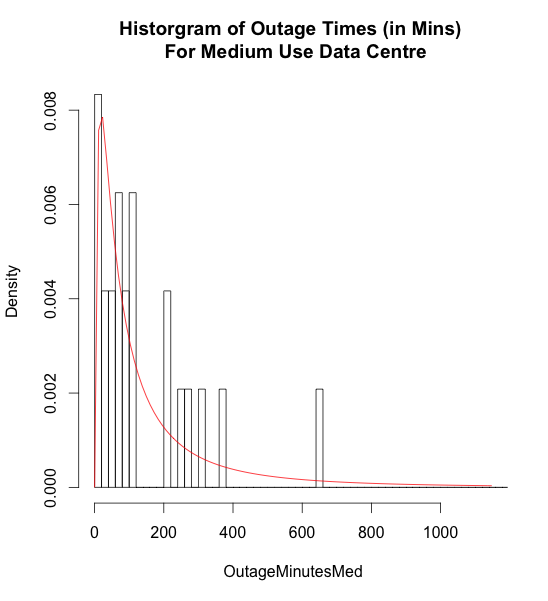 Historgram of Outage Times (in Mins)
For Medium Use Data Centre
Density
0.008
0.006
0.004
0.002
0.000
0 200 400 600 800 1000
OutageMinutesMed